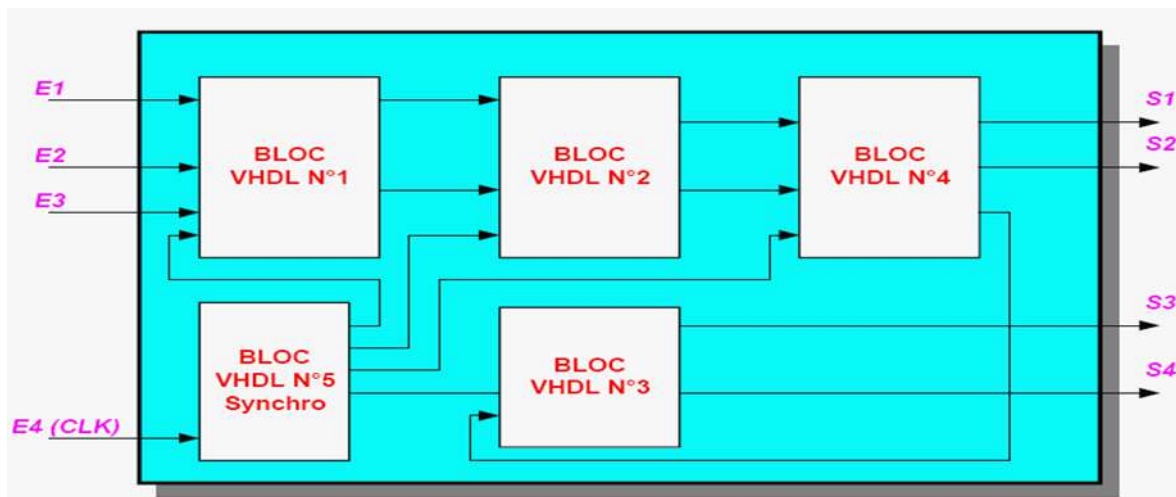 E1
E2
E3
BLOC
VHDL N°1
BLOC
VHDL N°2
BLOC
VHDL N°4
S1
S2
BLOC
VHDL N°5
Synchro
BLOC
VHDL N°3
S3
S4
E4 (CLK)